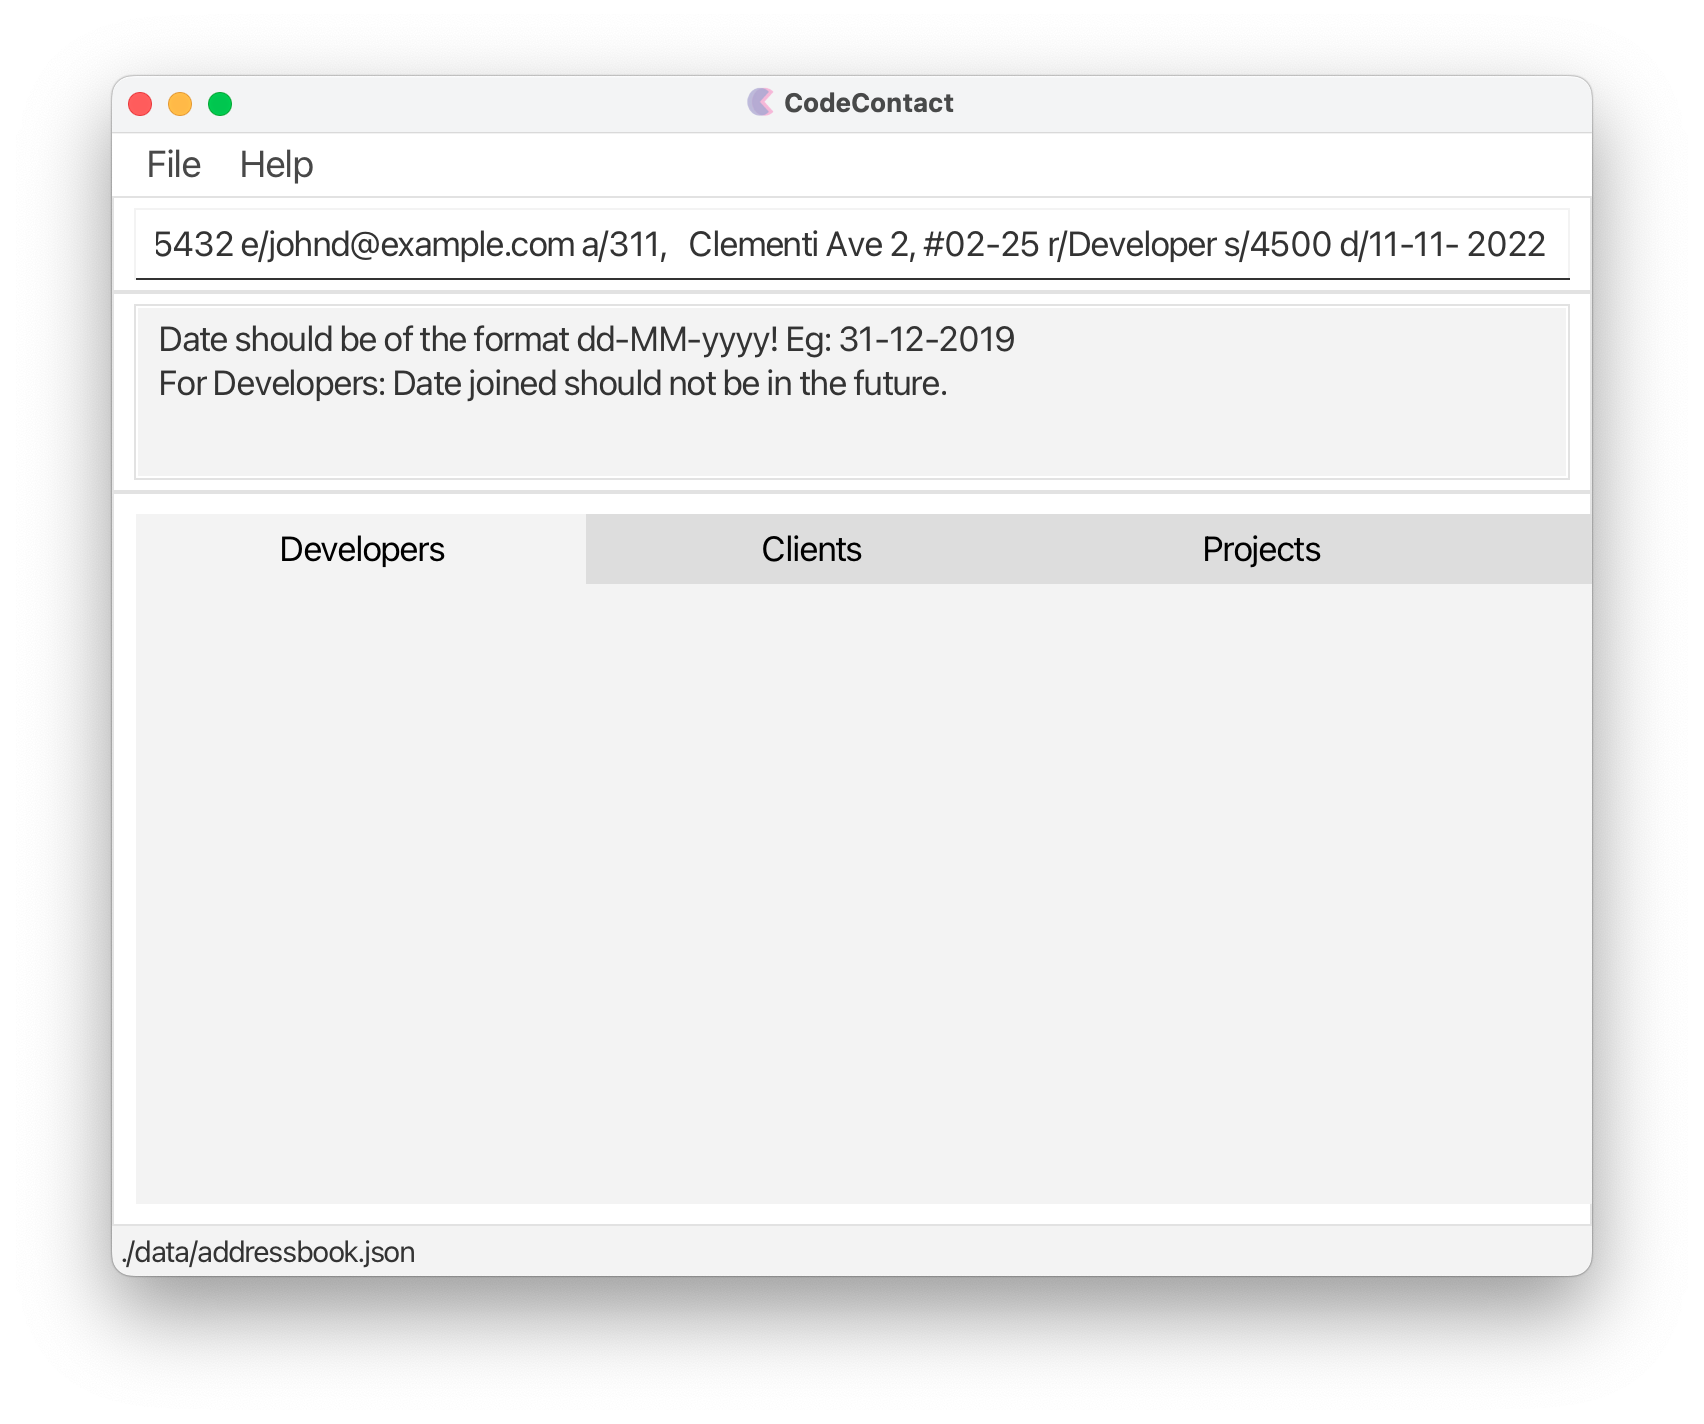 CodeContact
File Help
5432 e/johnd@example.com a/311,   Clementi Ave 2, #02-25 r/Developer s/4500 d/11-11- 2022
Date should be of the format dd-MM-yyyy! Eg: 31-12-2019
For Developers: Date joined should not be in the future.
Developers Clients Projects
./data/addressbook.json